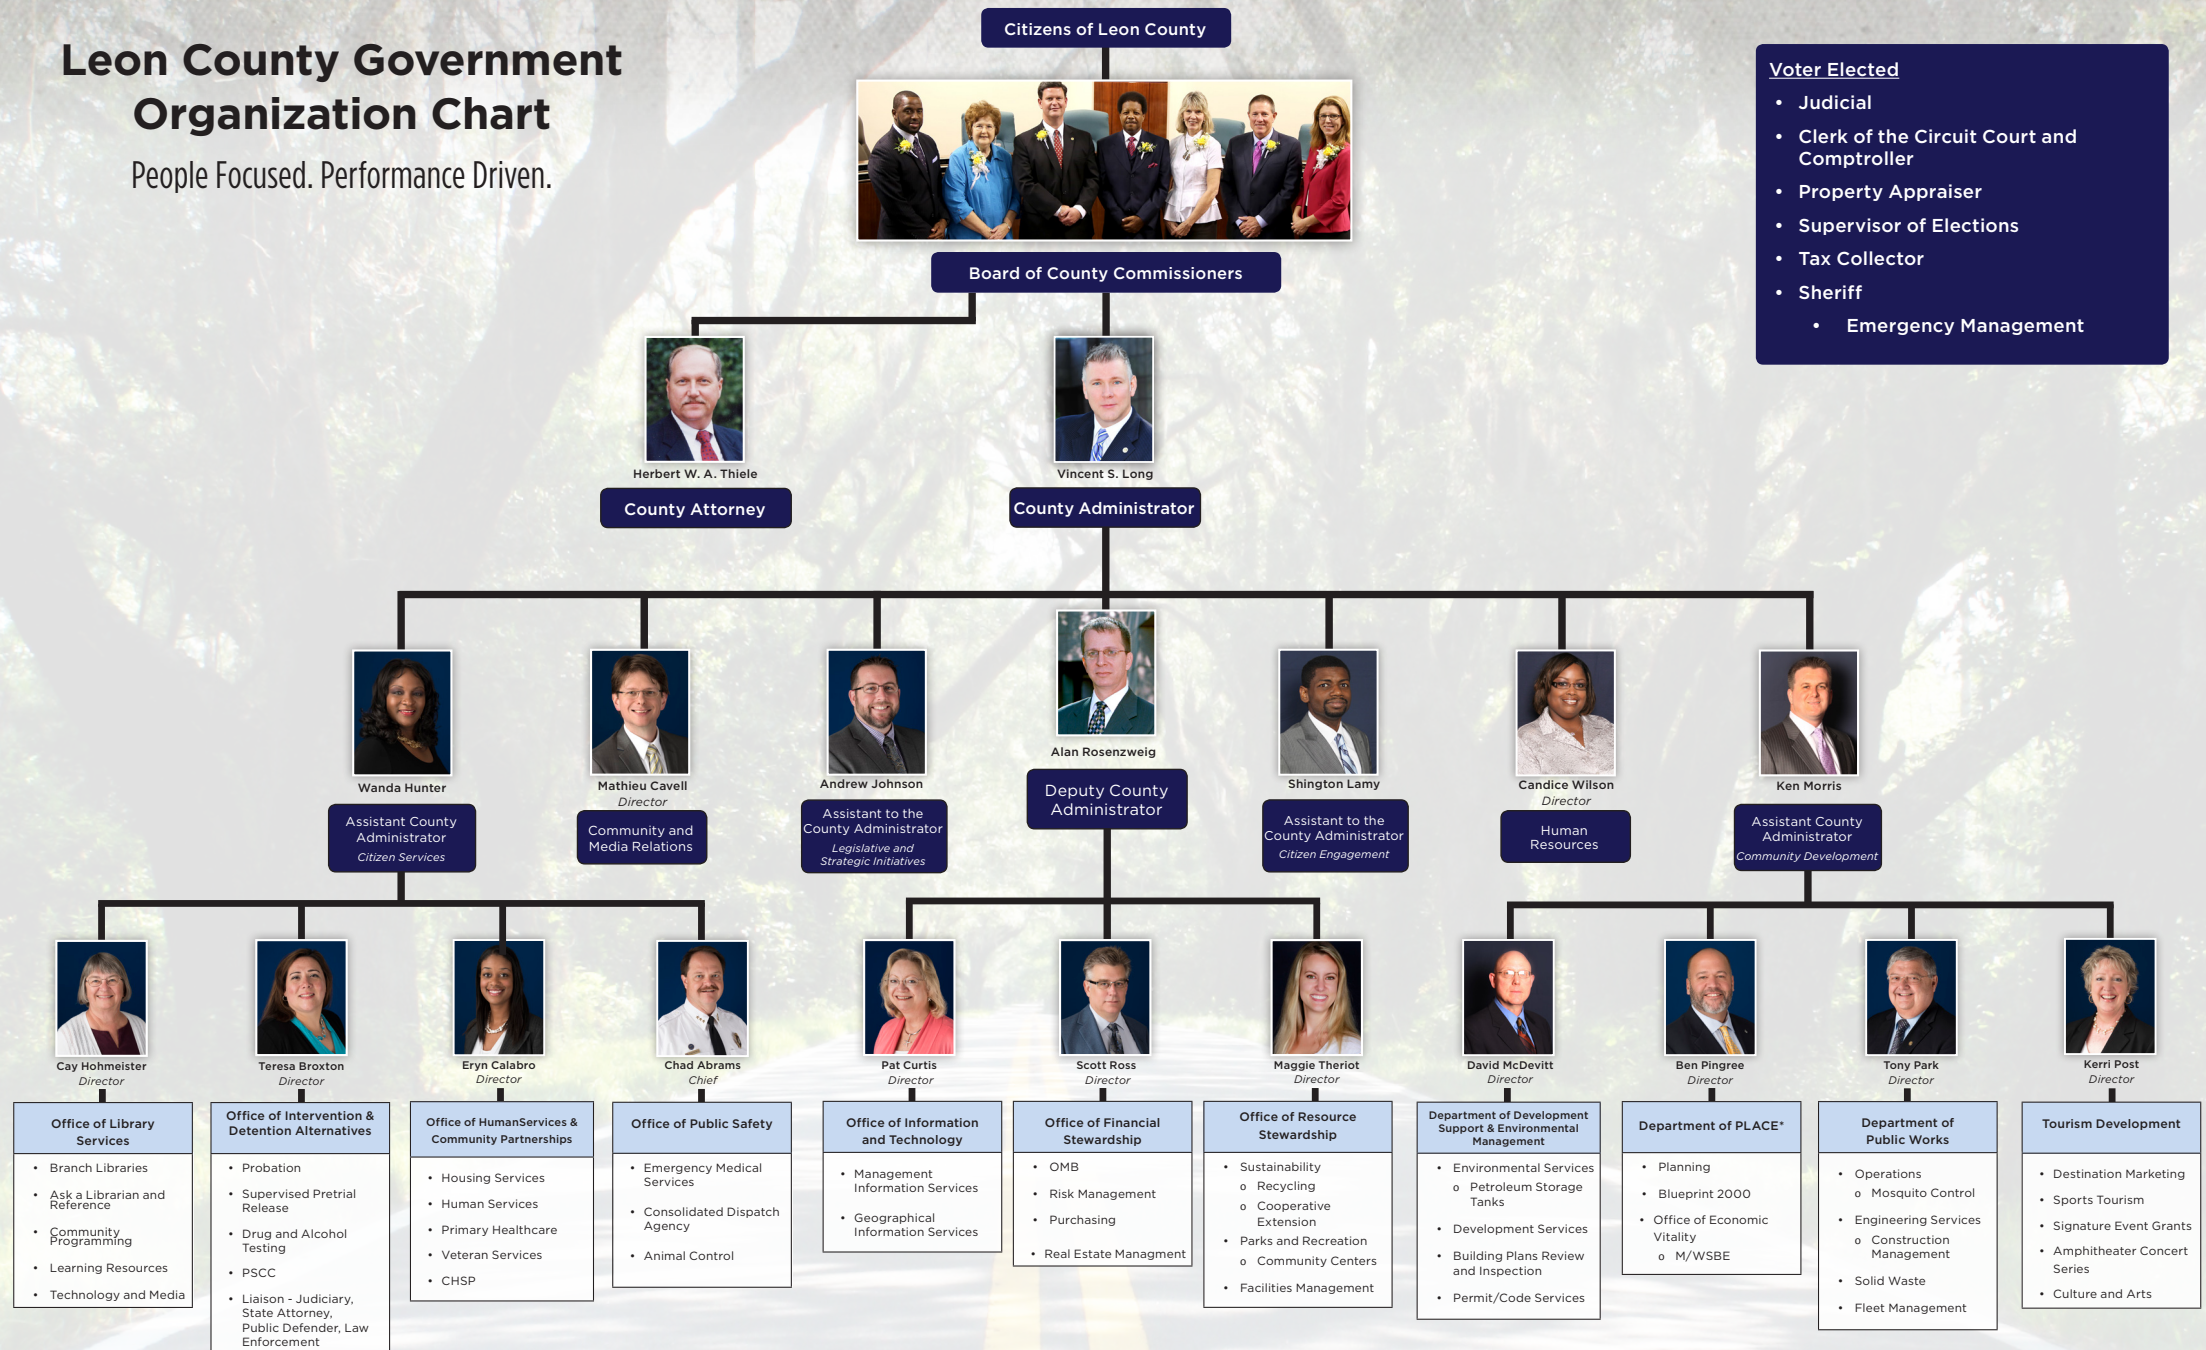 Leon County Government
Organization Chart
People Focused. Performance Driven.
Citizens of Leon County
Voter Elected
• Judicial
• Clerk of the Circuit Court and
Comptroller
• Property Appraiser
• Supervisor of Elections
• Tax Collector
• Sheriff
• Emergency Management
Board of County Commissioners
Herbert W. A. Thiele
County Attorney
Vincent S. Long
County Administrator
Wanda Hunter
Assistant County
Administrator
Citizen Services
Mathieu Cavell
Director
Community and
Media Relations
Andrew Johnson
Assistant to the
County Administrator
Legislative and
Strategic Initiatives
Alan Rosenzweig
Deputy County
Administrator
Shington Lamy
Assistant to the
County Administrator
Citizen Engagement
Candice Wilson
Director
Human
Resources
Ken Morris
Assistant County
Administrator
Community Development
Cay Hohmeister
Director
Office of Library
Services
• Branch Libraries
• Ask a Librarian and
Reference
• Community
Programming
• Learning Resources
• Technology and Media
Teresa Broxton
Director
Office of Intervention &
Detention Alternatives
• Probation
• Supervised Pretrial
Release
• Drug and Alcohol
Testing
• PSCC
• Liaison - Judiciary,
State Attorney,
Public Defender, Law
Enforcement
Eryn Calabro
Director
Office of HumanServices &
Community Partnerships
• Housing Services
• Human Services
• Primary Healthcare
• Veteran Services
• CHSP
Chad Abrams
Chief
Office of Public Safety
• Emergency Medical
Services
• Consolidated Dispatch
Agency
• Animal Control
Pat Curtis
Director
Office of Information
and Technology
• Management
Information Services
• Geographical
Information Services
Scott Ross
Director
Office of Financial
Stewardship
• OMB
• Risk Management
• Purchasing
• Real Estate Managment
Maggie Theriot
Director
Office of Resource
Stewardship
• Sustainability
o Recycling
o Cooperative
Extension
• Parks and Recreation
o Community Centers
• Facilities Management
David McDevitt
Director
Department of Development
Support & Environmental
Management
• Environmental Services
o Petroleum Storage
Tanks
• Development Services
• Building Plans Review
and Inspection
• Permit/Code Services
Ben Pingree
Director
Department of PLACE*
• Planning
• Blueprint 2000
• Office of Economic
Vitality
o M/WSBE
Tony Park
Director
Department of
Public Works
• Operations
o Mosquito Control
• Engineering Services
o Construction
Management
• Solid Waste
• Fleet Management
Kerri Post
Director
Tourism Development
• Destination Marketing
• Sports Tourism
• Signature Event Grants
• Amphitheater Concert
Series
• Culture and Arts